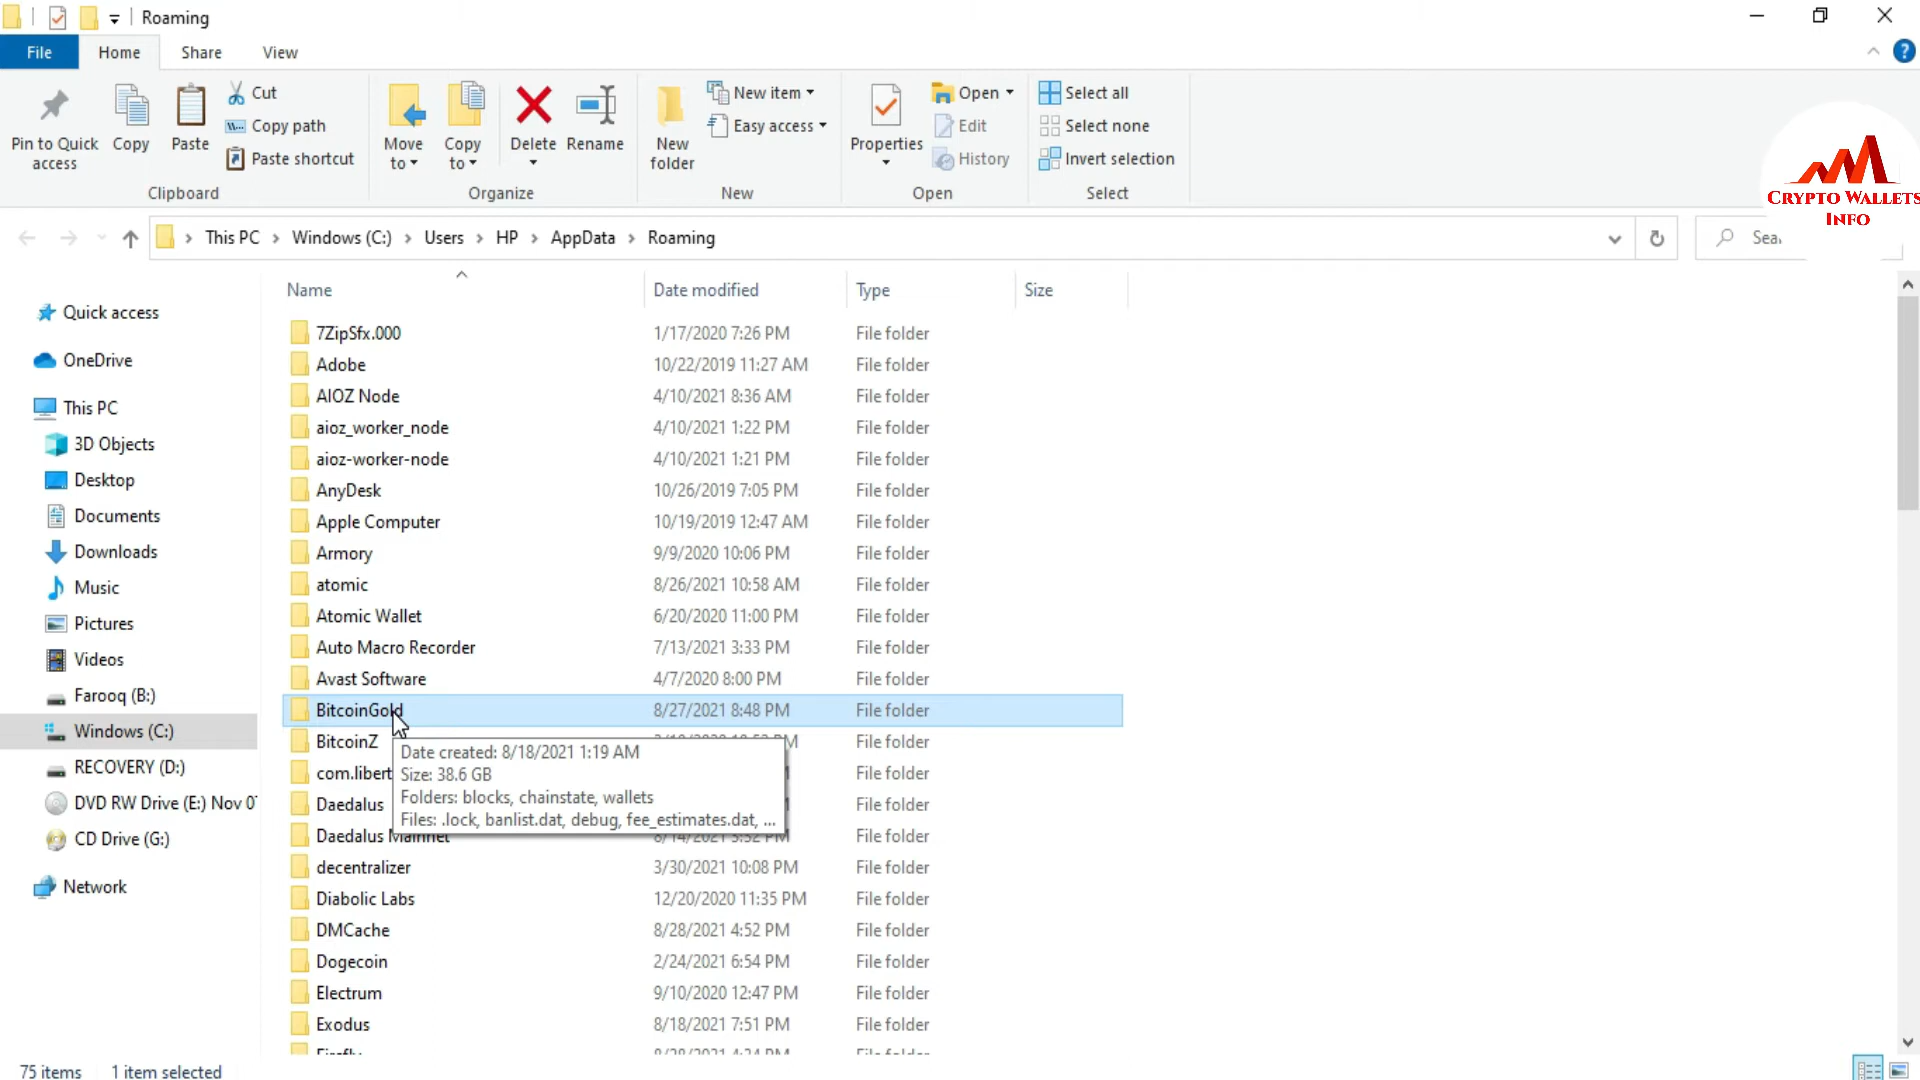 Roaming
File Home Share View
Pin to Quick access
Copy
Paste
Cut
Copy path
Paste shortcut
Clipboard
Move to
Copy to
Delete
Rename
Organize
New folder
New item
Easy access
New
Properties
Open
Edit
History
Open
Select all
Select none
Invert selection
Select
CRYPTO WALLETS
INFO
This PC > Windows (C:) > Users > HP > AppData > Roaming
Name Date modified Type Size
Quick access
OneDrive
This PC
3D Objects
Desktop
Documents
Downloads
Music
Pictures
Videos
Farooq (B:)
Windows (C:)
RECOVERY (D:)
DVD RW Drive (E:) Nov
CD Drive (G:)
Network
7ZipSfx.000 1/17/2020 7:26 PM File folder
Adobe 10/22/2019 11:27 AM File folder
AIOZ Node 4/10/2021 8:36 AM File folder
aioz_worker_node 4/10/2021 1:22 PM File folder
aioz-worker-node 4/10/2021 1:21 PM File folder
AnyDesk 10/26/2019 7:05 PM File folder
Apple Computer 10/19/2019 12:47 AM File folder
Armory 9/9/2020 10:06 PM File folder
atomic 8/26/2021 10:58 AM File folder
Atomic Wallet 6/20/2020 11:00 PM File folder
Auto Macro Recorder 7/13/2021 3:33 PM File folder
Avast Software 4/7/2020 8:00 PM File folder
BitcoinGold 8/27/2021 8:48 PM File folder
BitcoinZ File folder
com.libert File folder
Daedalus File folder
Daedalus Mainnet 8/14/2021 3:52 PM File folder
Date created: 8/18/2021 1:19 AM
Size: 38.6 GB
Folders: blocks, chainstate, wallets
Files: .lock, banlist.dat, debug, fee_estimates.dat, ...
decentralizer 3/30/2021 10:08 PM File folder
Diabolic Labs 12/20/2020 11:35 PM File folder
DMCache 8/28/2021 4:52 PM File folder
Dogecoin 2/24/2021 6:54 PM File folder
Electrum 9/10/2020 12:47 PM File folder
Exodus 8/18/2021 7:51 PM File folder
75 items 1 item selected